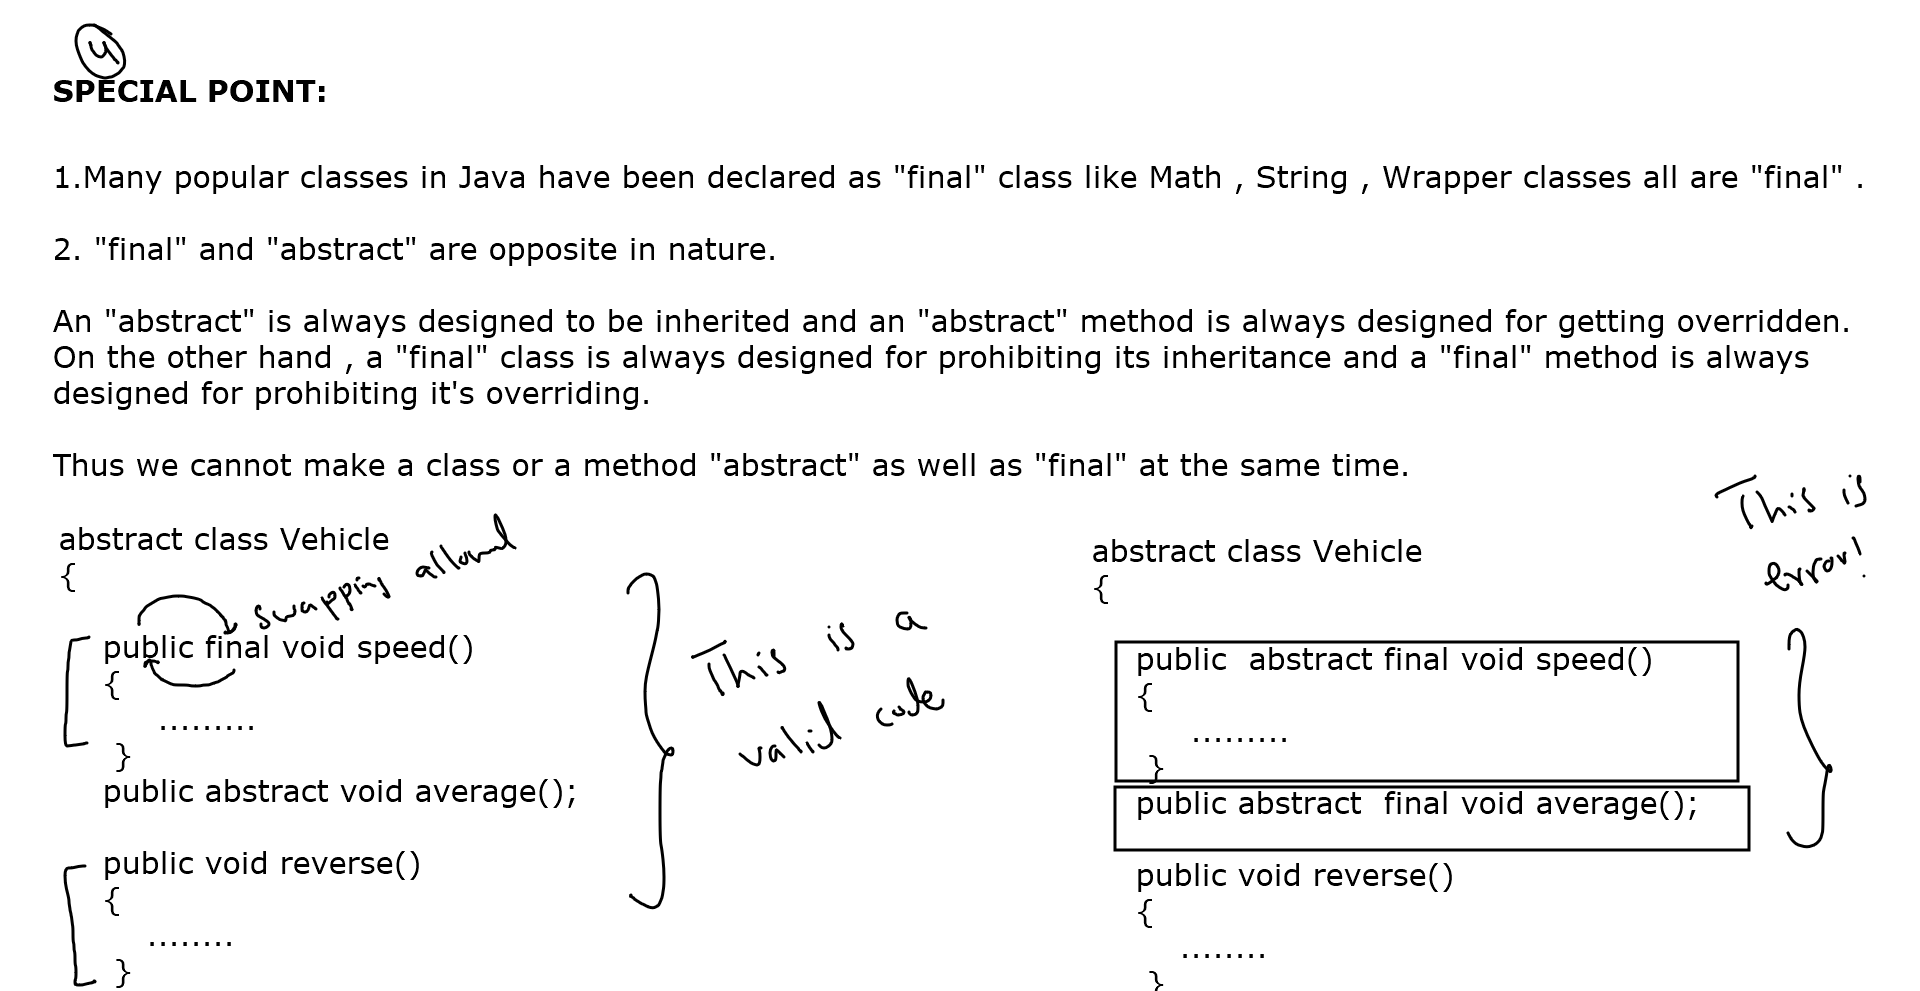 4
SPECIAL POINT:
1.Many popular classes in Java have been declared as "final" class like Math , String , Wrapper classes all are "final" .
2. "final" and "abstract" are opposite in nature.
An "abstract" is always designed to be inherited and an "abstract" method is always designed for getting overridden.
On the other hand , a "final" class is always designed for prohibiting its inheritance and a "final" method is always
designed for prohibiting it's overriding.
Thus we cannot make a class or a method "abstract" as well as "final" at the same time.
abstract class Vehicle
{
swapping allowed
public final void speed()
{
.........
}
public abstract void average();
public void reverse()
{
........
}
This is a
valid code
This is
error!
abstract class Vehicle
{
public  abstract final void speed()
{
.........
}
public abstract  final void average();
public void reverse()
{
........
}